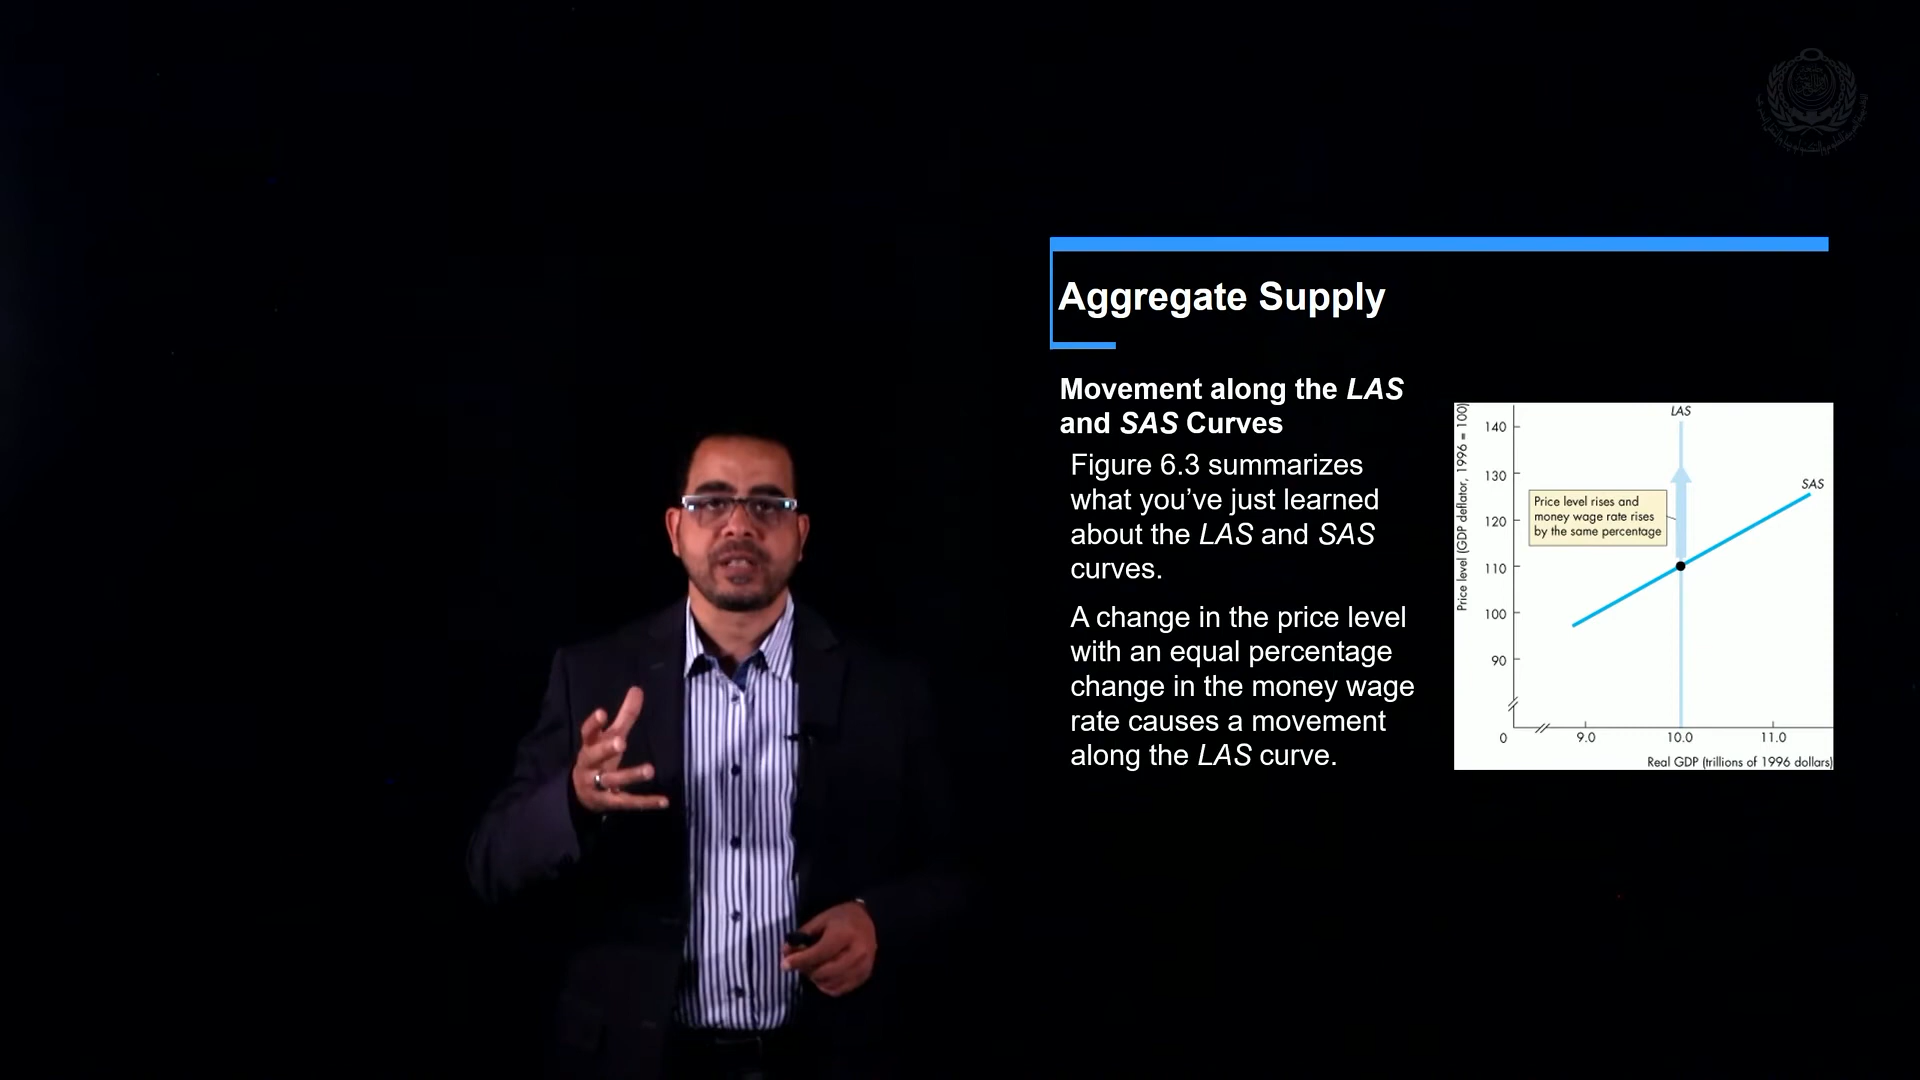 Aggregate Supply
Movement along the LAS
and SAS Curves
Figure 6.3 summarizes
what you’ve just learned
about the LAS and SAS
curves.
A change in the price level
with an equal percentage
change in the money wage
rate causes a movement
along the LAS curve.
Price level (GDP deflator, 1996 = 100)
LAS
140
130
SAS
Price level rises and
money wage rate rises
by the same percentage
120
110
100
90
0
9.0
10.0
11.0
Real GDP (trillions of 1996 dollars)